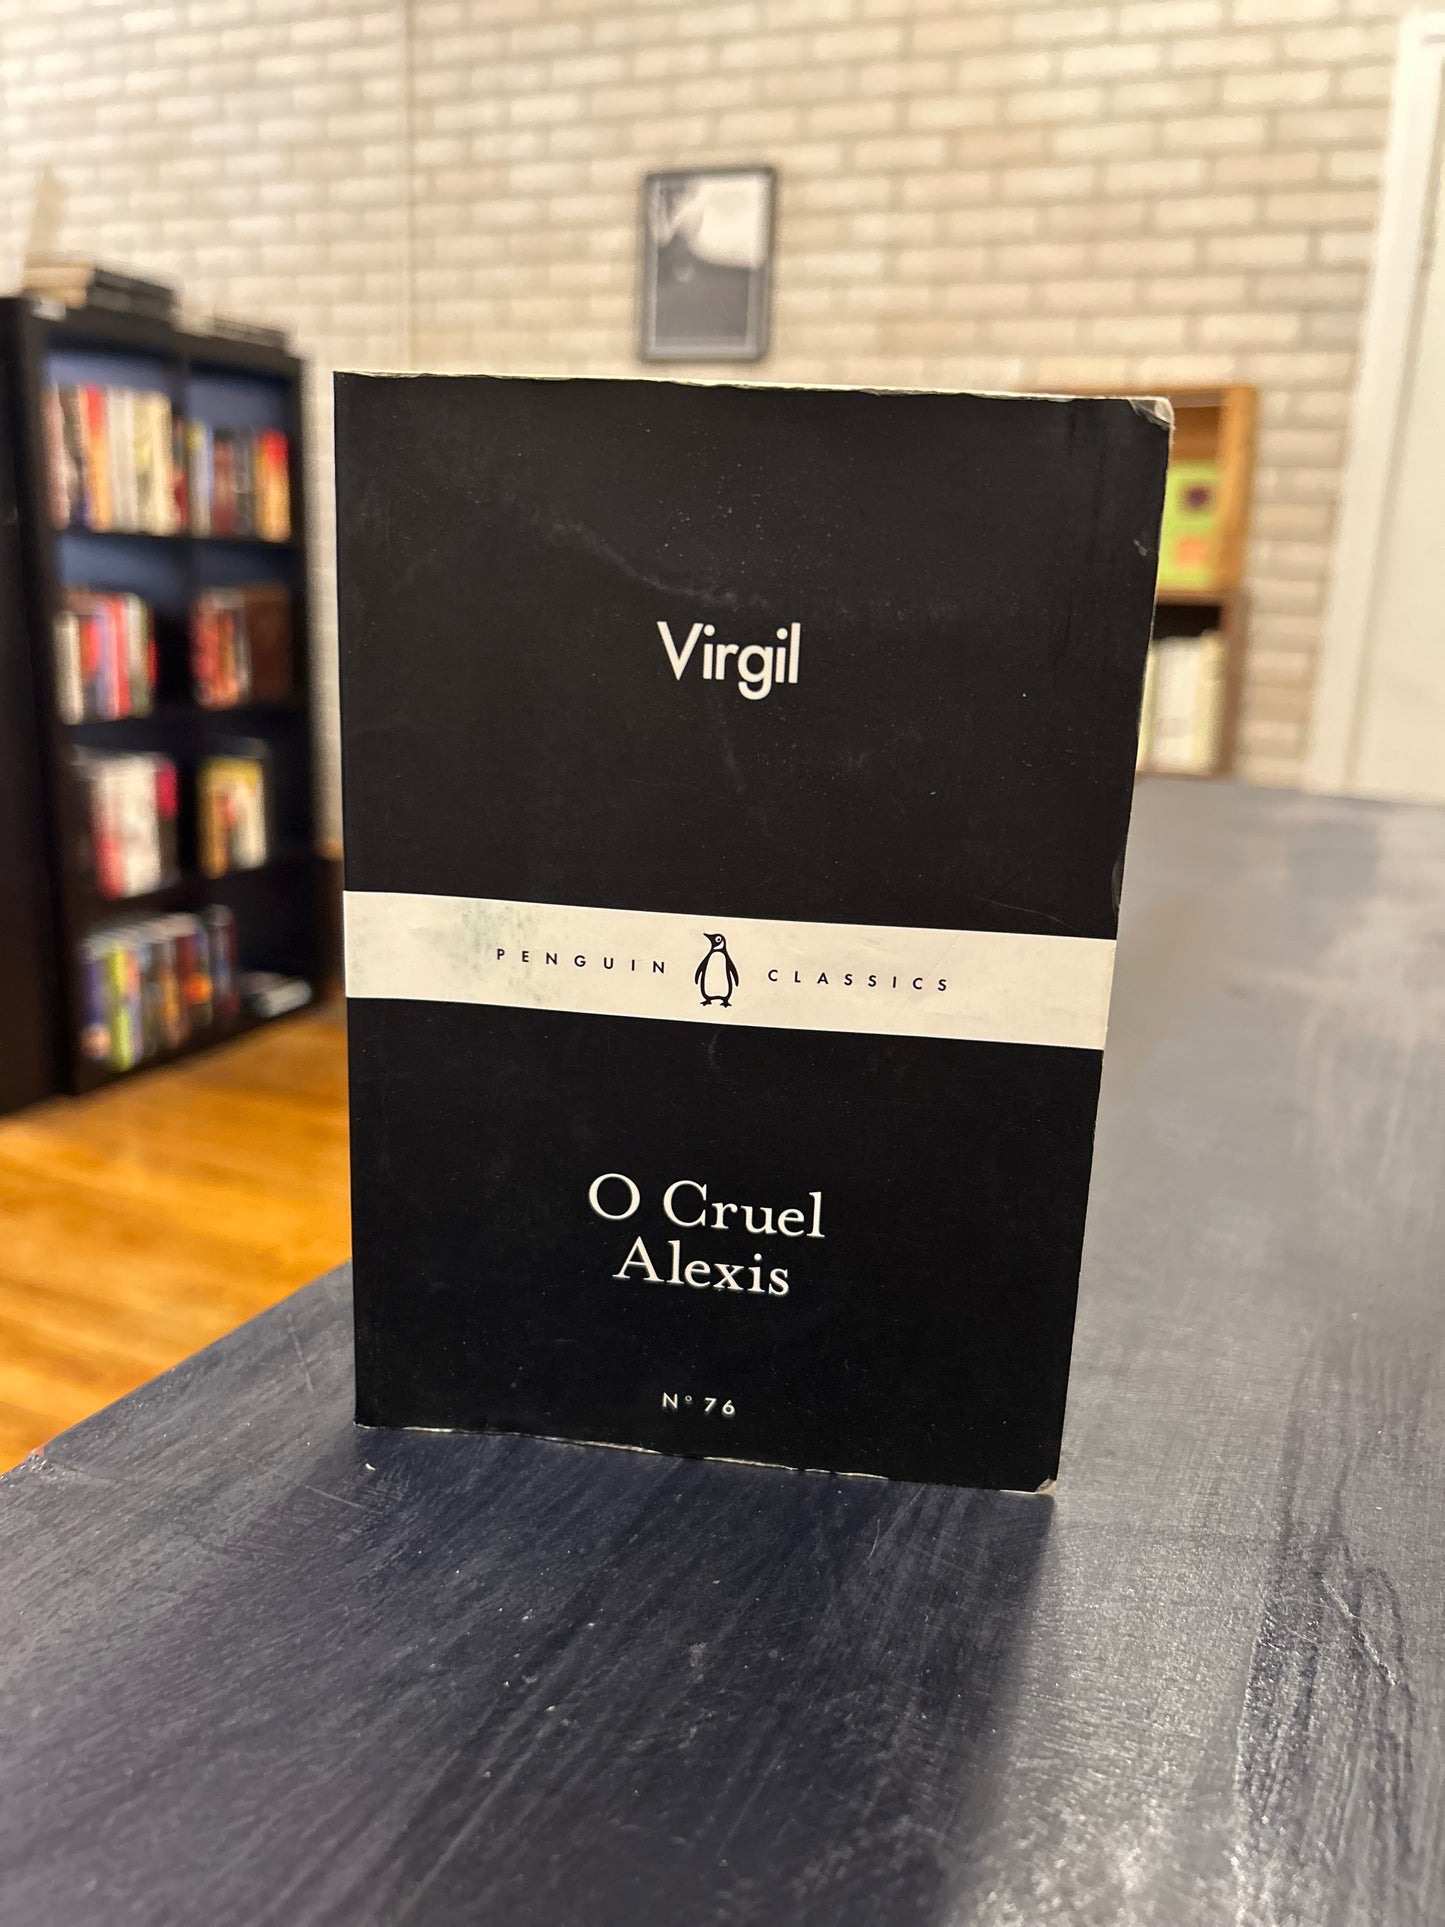 Virgil
PENGUIN CLASSICS
O Cruel
Alexis
Nº 76